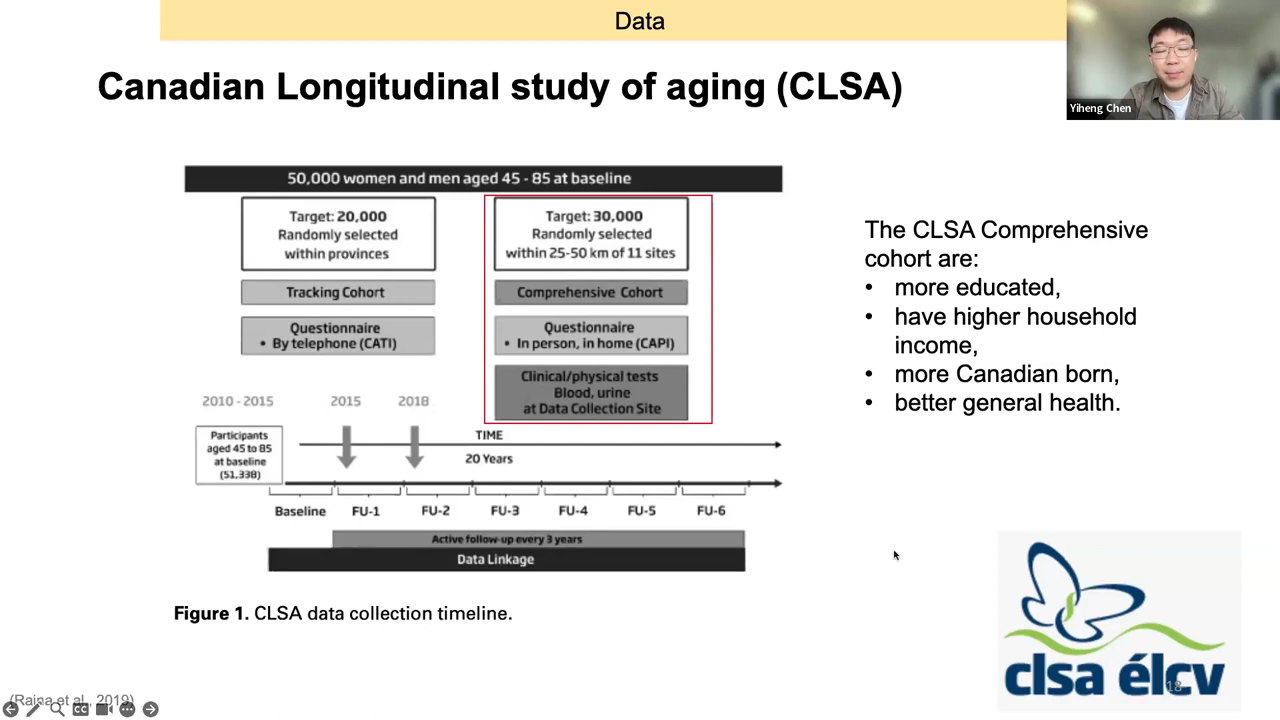 Data
Yiheng Chen
Canadian Longitudinal study of aging (CLSA)
50,000 women and men aged 45 - 85 at baseline
Target: 20,000
Randomly selected
within provinces
Tracking Cohort
Questionnaire
• By telephone (CATI)
Target: 30,000
Randomly selected
within 25-50 km of 11 sites
Comprehensive Cohort
Questionnaire
• In person, in home (CAPI)
Clinical/physical tests
Blood, urine
at Data Collection Site
2010 - 2015
2015
2018
Participants
aged 45 to 85
at baseline
(51,338)
TIME
20 Years
Baseline
FU-1
FU-2
FU-3
FU-4
FU-5
FU-6
Active follow-up every 3 years
Data Linkage
Figure 1. CLSA data collection timeline.
The CLSA Comprehensive
cohort are:
• more educated,
• have higher household
income,
• more Canadian born,
• better general health.
clsa élcv
18
(Raina et al., 2019)
CC